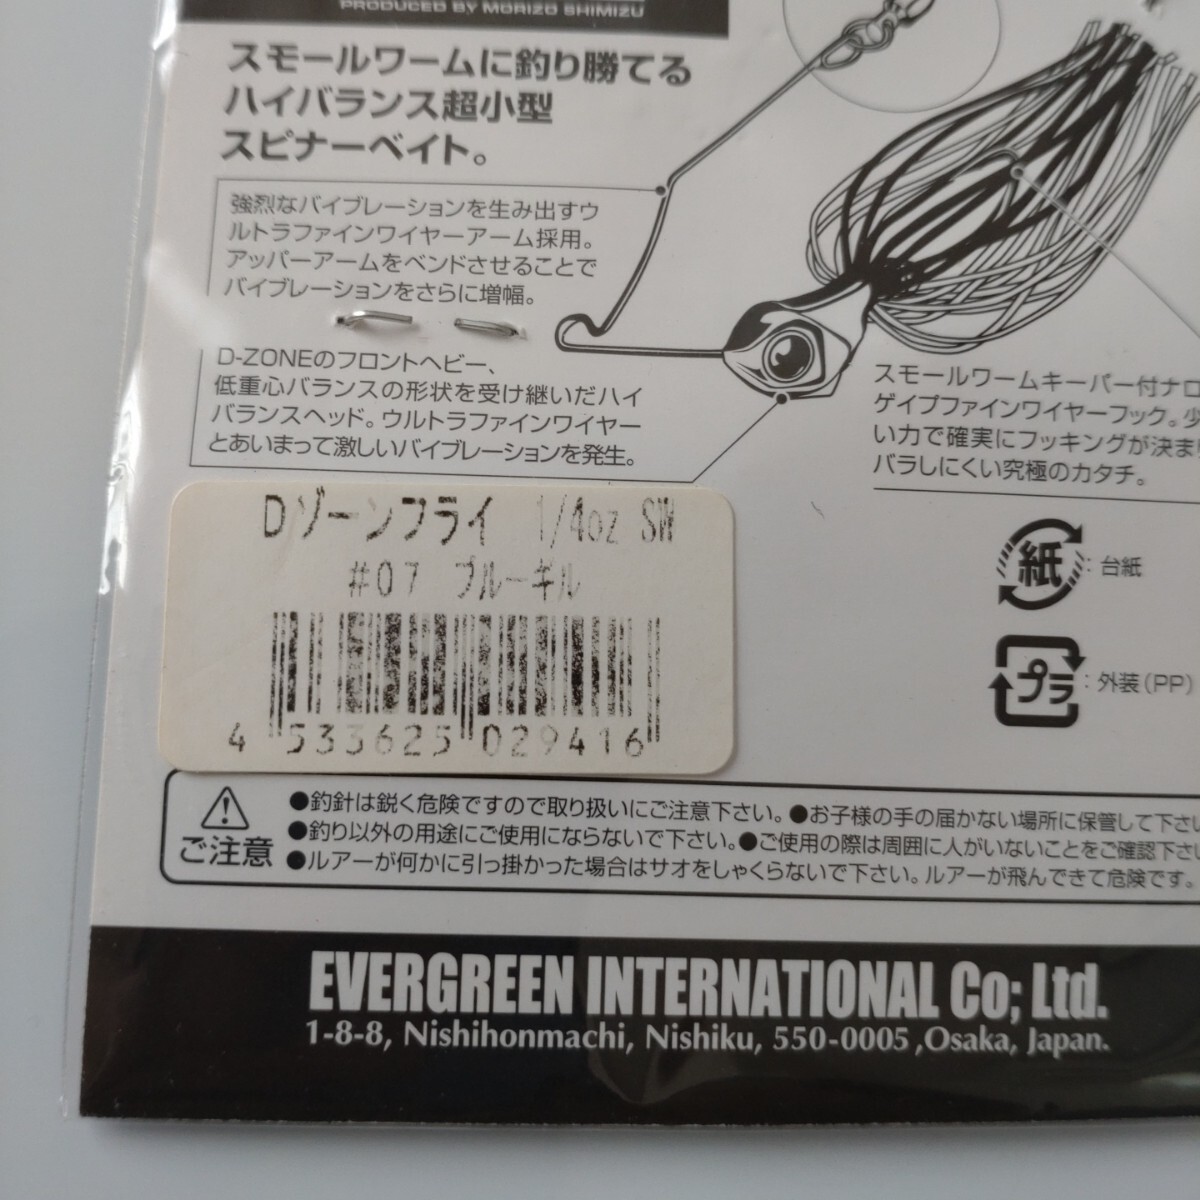 PRODUCED BY MORIZO SHIMIZU
スモールワームに釣り勝てる
ハイバランス超小型
スピナーベイト。
強烈なバイブレーションを生み出すウ
ルトラファインワイヤーアーム採用。
アッパーアームをベンドさせることで
バイブレーションをさらに増幅。
D-ZONEのフロントヘビー、
低重心バランスの形状を受け継いだハイ
バランスヘッド。ウルトラファインワイヤー
とあいまって激しいバイブレーションを発生。
スモールワームキーパー付ナロ
ゲイプファインワイヤーフック。少
い力で確実にフッキングが決まり
バラしにくい究極のカタチ。
Dゾーンフライ 1/4oz SW
#07 ブルーギル
4 533625 029416
紙 : 台紙
プラ : 外装(PP)
ご注意
●釣針は鋭く危険ですので取り扱いにご注意下さい。●お子様の手の届かない場所に保管して下さい
●釣り以外の用途にご使用にならないで下さい。●ご使用の際は周囲に人がいないことをご確認下さい
●ルアーが何かに引っ掛かった場合はサオをしゃくらないで下さい。ルアーが飛んできて危険です。
EVERGREEN INTERNATIONAL Co; Ltd.
1-8-8, Nishihonmachi, Nishiku, 550-0005 ,Osaka, Japan.